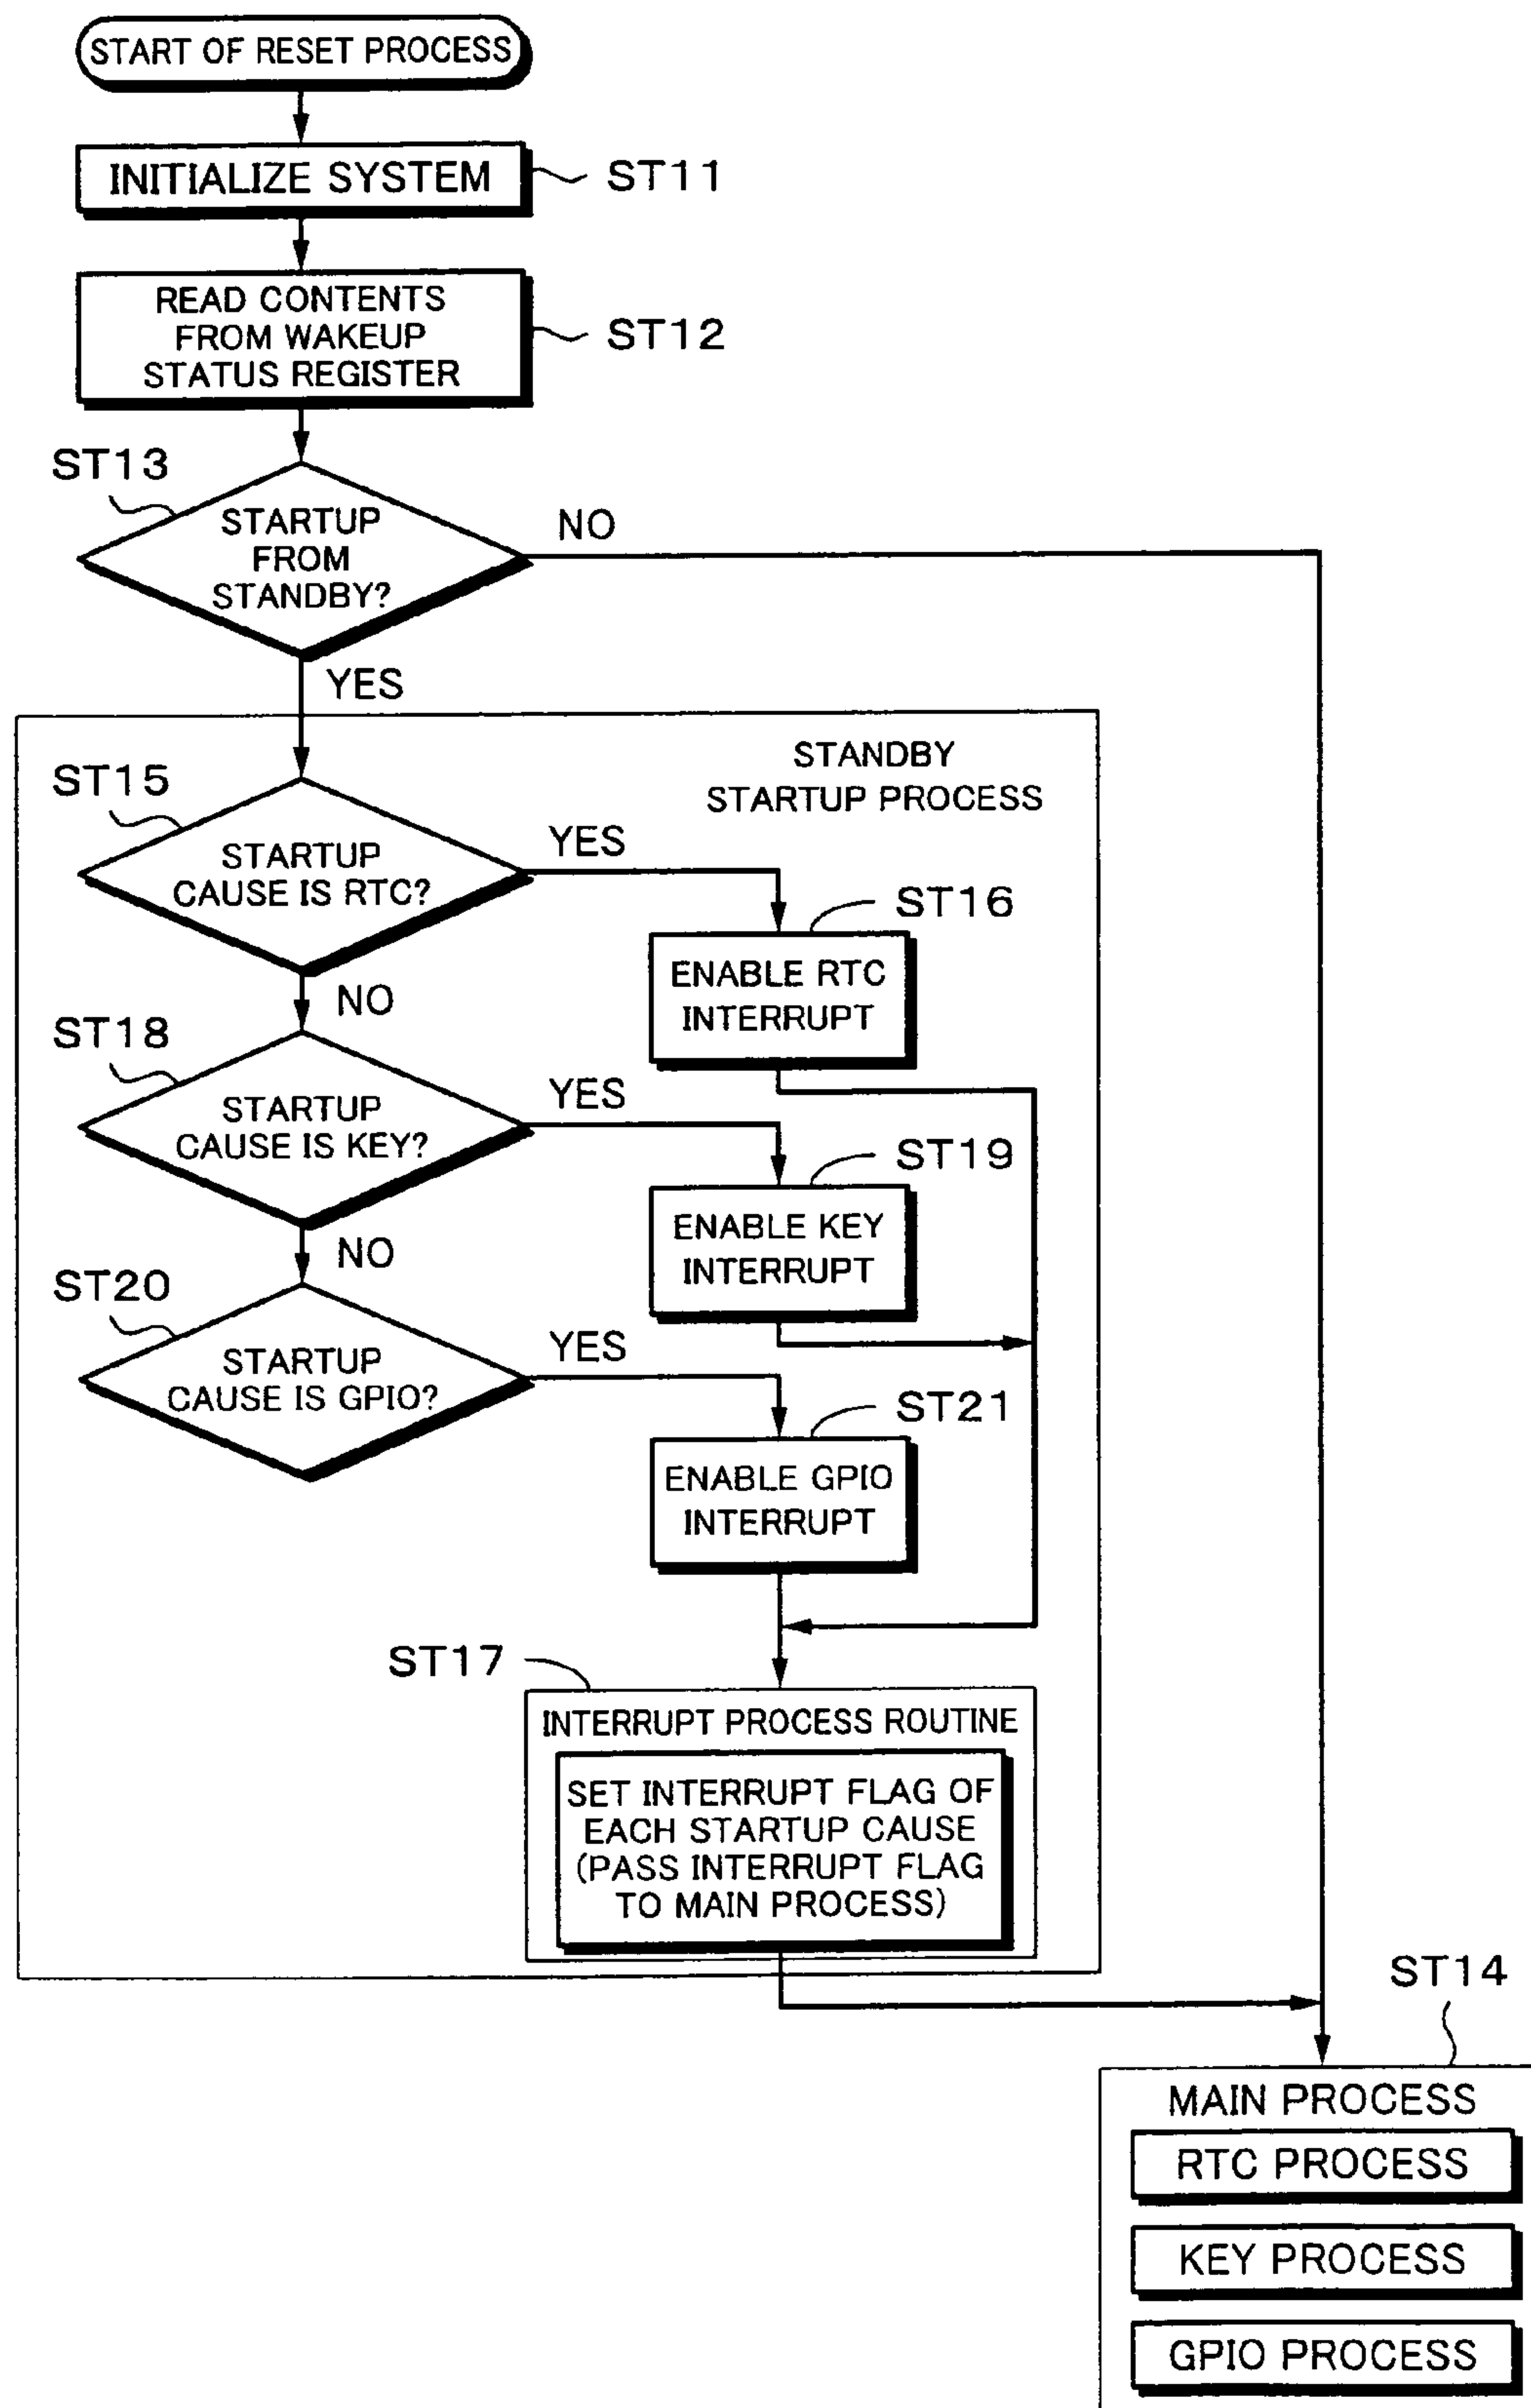 START OF RESET PROCESS
INITIALIZE SYSTEM
ST11
READ CONTENTS
FROM WAKEUP
STATUS REGISTER
ST12
ST13
STARTUP
FROM
STANDBY?
NO
YES
STANDBY
STARTUP PROCESS
ST15
STARTUP
CAUSE IS RTC?
YES
ST16
ENABLE RTC
INTERRUPT
NO
ST18
STARTUP
CAUSE IS KEY?
YES
ST19
ENABLE KEY
INTERRUPT
NO
ST20
STARTUP
CAUSE IS GPIO?
YES
ST21
ENABLE GPIO
INTERRUPT
ST17
INTERRUPT PROCESS ROUTINE
SET INTERRUPT FLAG OF
EACH STARTUP CAUSE
(PASS INTERRUPT FLAG
TO MAIN PROCESS)
ST14
MAIN PROCESS
RTC PROCESS
KEY PROCESS
GPIO PROCESS